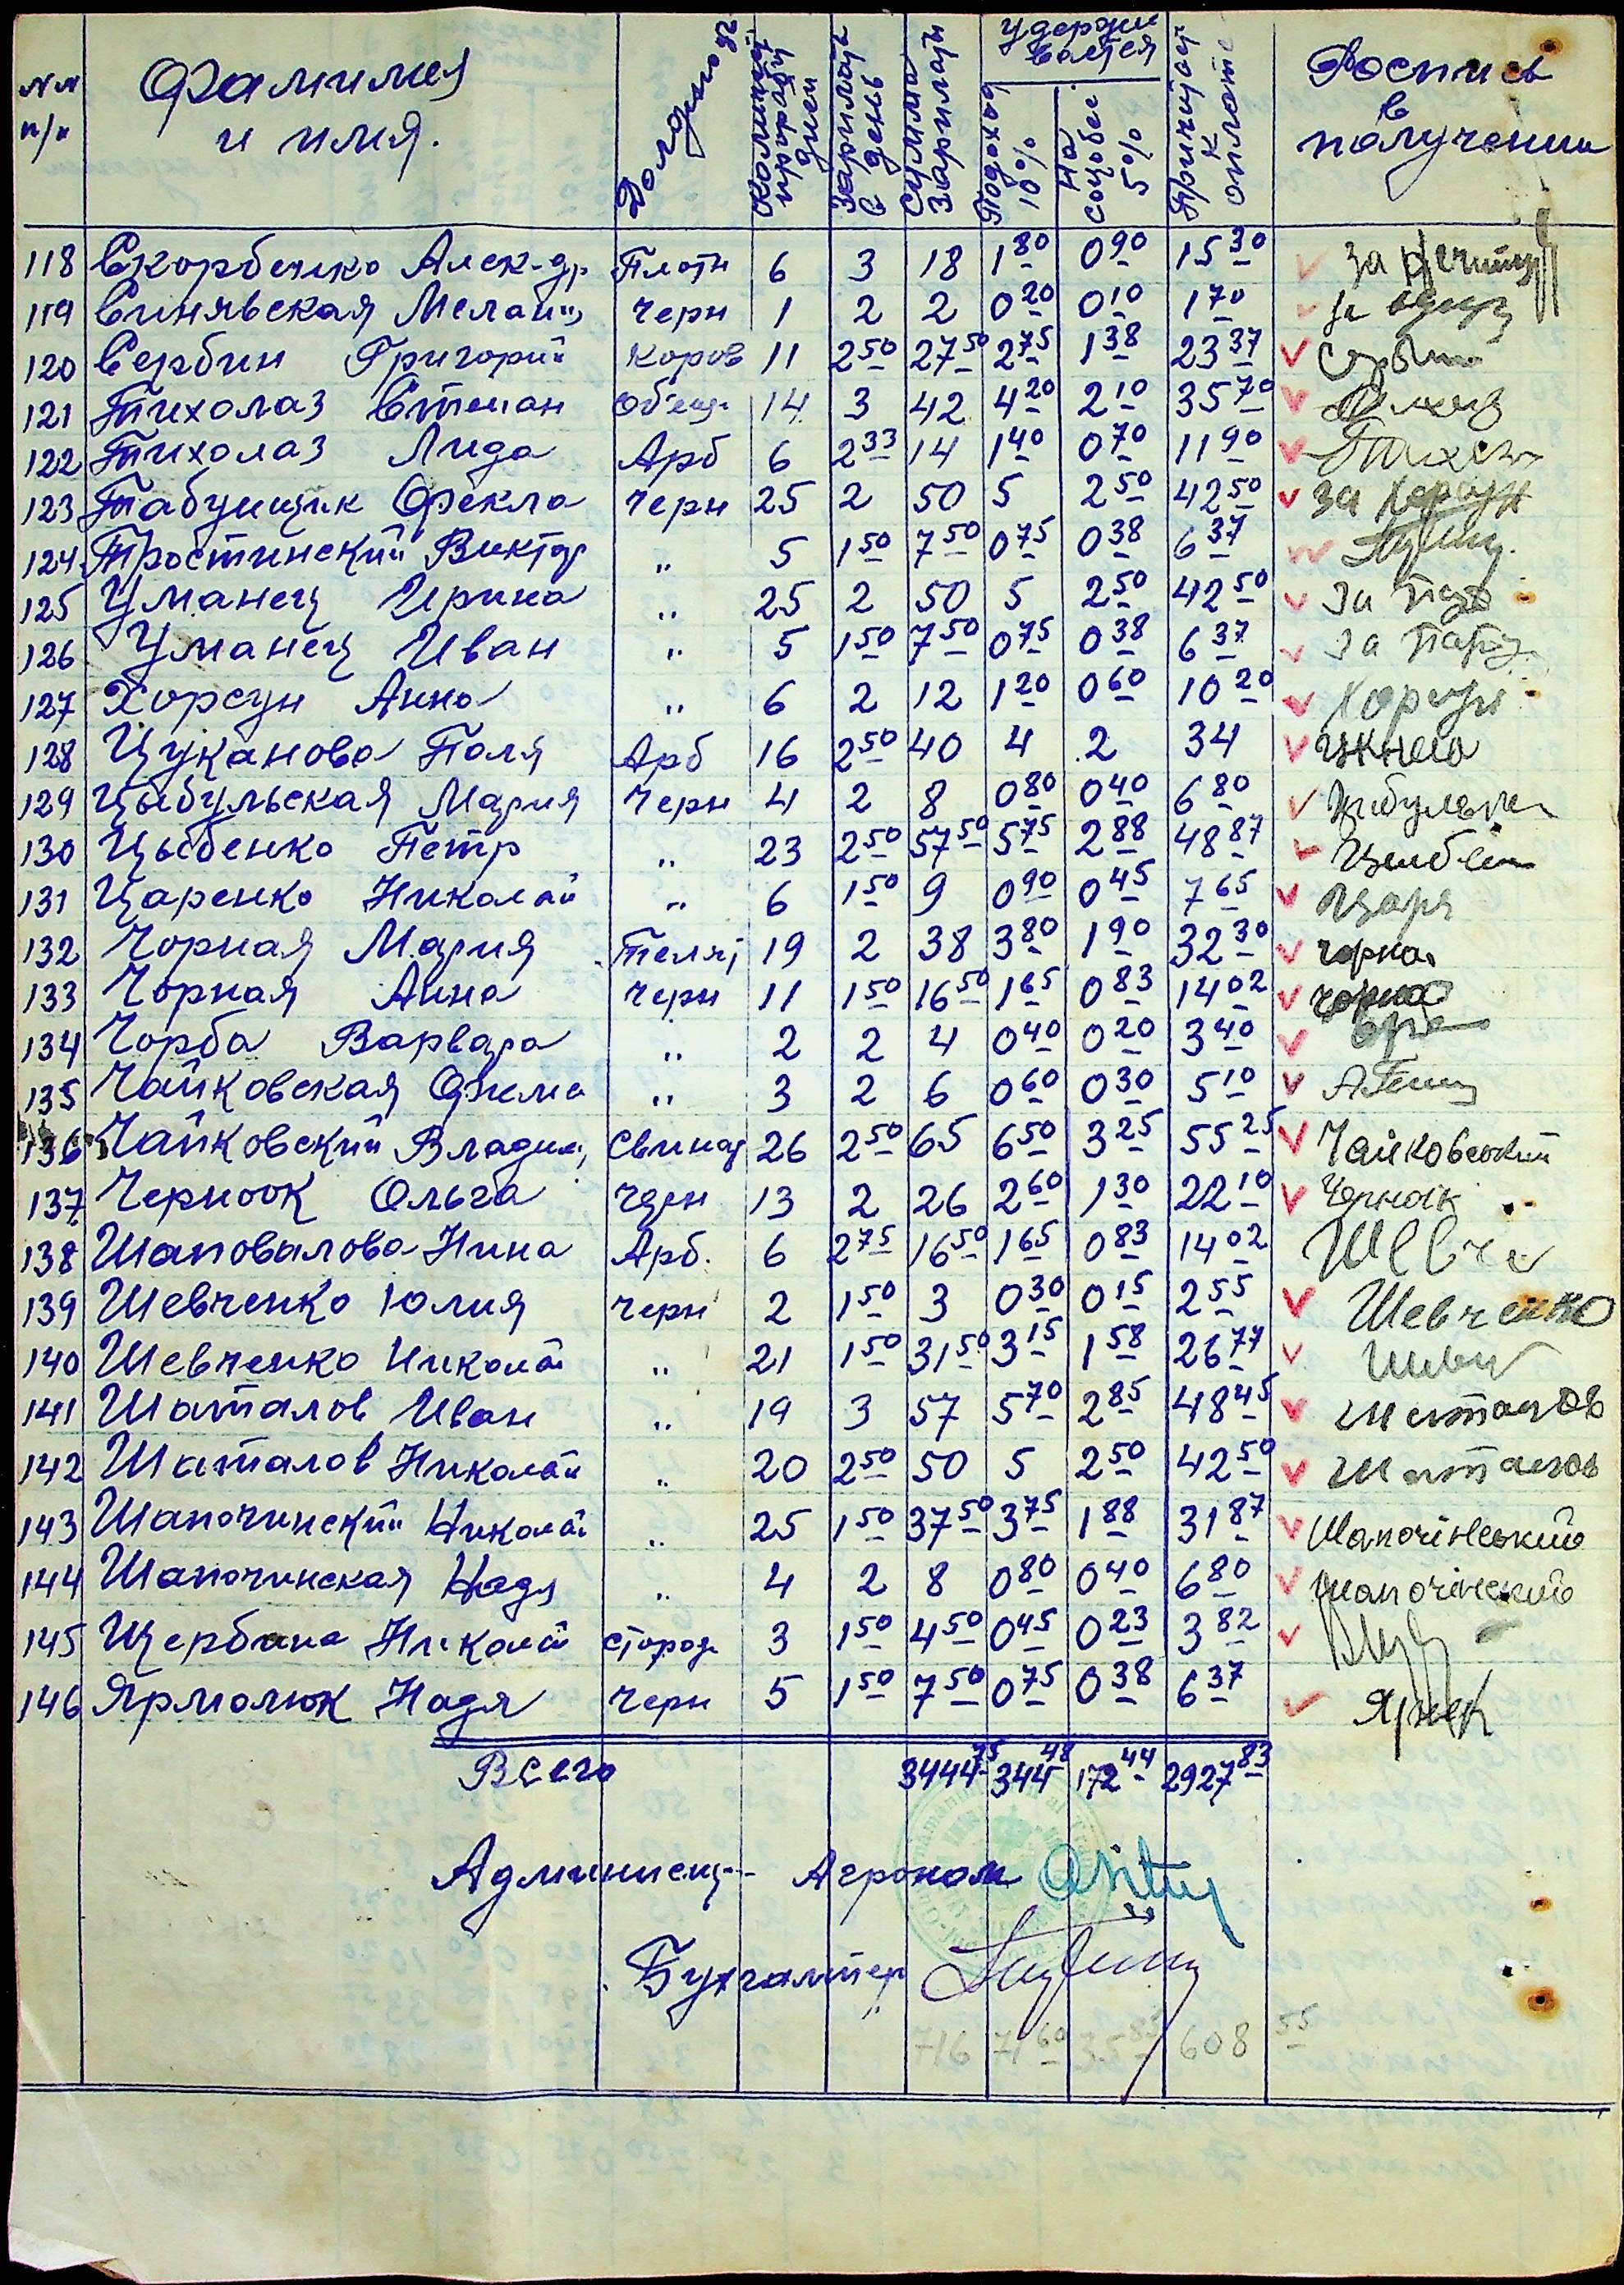 №№ п/п Фамилия и имя. Должность Количество прораб. дней Зарплата в день Сумма зарплаты Удерживается Подоход 10% На соцобес. 5% Причитает к оплате Роспись в получении
118 Скорбенко Алек-др. Плотн 6 3 18 1 80 0 90 15 30 За
119 Синявская Мелания Черн 1 2 2 0 20 0 10 1 70 за
120 Сербин Григорий Коров 11 2 50 27 50 2 75 1 38 23 37
121 Тихолаз Степан Об'езд 14 3 42 4 20 2 10 35 70
122 Тихолаз Лида Арб 6 2 33 14 1 40 0 70 11 90
123 Табунщик Фекла Черн 25 2 50 5 2 50 42 50 За
124 Тростинский Виктор " 5 1 50 7 50 0 75 0 38 6 37
125 Уманец Ирина " 25 2 50 5 2 50 42 50 За
126 Уманец Иван " 5 1 50 7 50 0 75 0 38 6 37 За
127 Хорсун Анна " 6 2 12 1 20 0 60 10 20 Хорсун
128 Цуканова Поля Арб 16 2 50 40 4 2 34
129 Цыбульская Мария Черн 4 2 8 0 80 0 40 6 80
130 Цыбенко Петр " 23 2 50 57 50 5 75 2 88 48 87
131 Царенко Николай " 6 1 50 9 0 90 0 45 7 65 Царя
132 Чорная Мария Телят 19 2 38 3 80 1 90 32 30 Чорна
133 Чорная Анна Черн 11 1 50 16 50 1 65 0 83 14 02 Чорна
134 Чорба Варвара " 2 2 4 0 40 0 20 3 40
135 Чайковская Фима " 3 2 6 0 60 0 30 5 10
136 Чайковский Владим. Свинар 26 2 50 65 6 50 3 25 55 25 Чайковский
137 Черноок Ольга Черн 13 2 26 2 60 1 30 22 10 Чернок
138 Шаповалова Нина Арб. 6 2 75 16 50 1 65 0 83 14 02
139 Шевченко Юлия Черн 2 1 50 3 0 30 0 15 2 55 Шевченко
140 Шевченко Николай " 21 1 50 31 50 3 15 1 58 26 77
141 Шаталов Иван " 19 3 57 5 70 2 85 48 45 Шаталов
142 Шаталов Николай " 20 2 50 50 5 2 50 42 50 Шаталов
143 Шапочинский Николай " 25 1 50 37 50 3 75 1 88 31 87 Шапочінський
144 Шапочинская Надя " 4 2 8 0 80 0 40 6 80 Шапочінский
145 Щербина Николай Сторож 3 1 50 4 50 0 45 0 23 3 82
146 Ярмолюк Надя Черн 5 1 50 7 50 0 75 0 38 6 37
Всего 3444 75 344 48 172 44 2927 83
Админист- Агроном
Бухгалтер
716 71 60 35 85 608 55